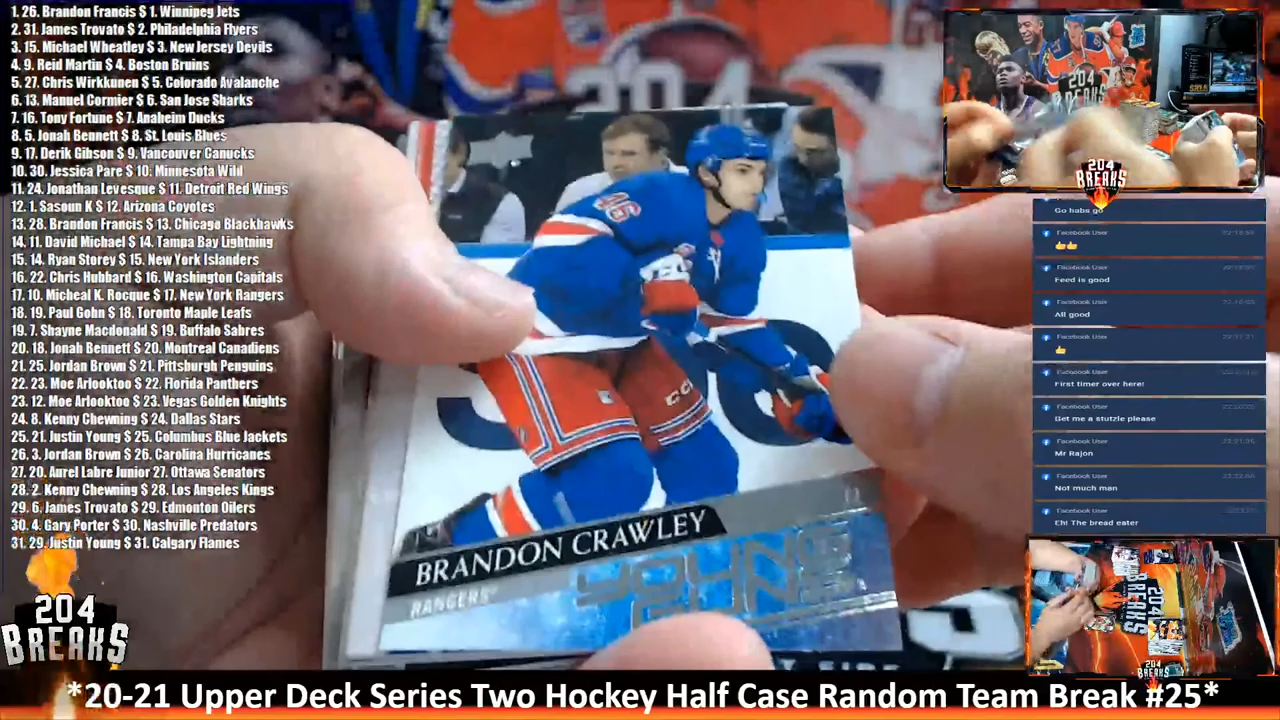 1. 26. Brandon Francis $ 1. Winnipeg Jets
2. 31. James Trovato $ 2. Philadelphia Flyers
3. 15. Michael Wheatley $ 3. New Jersey Devils
4. 9. Reid Martin $ 4. Boston Bruins
5. 27. Chris Wirkkunen $ 5. Colorado Avalanche
6. 13. Manuel Cormier $ 6. San Jose Sharks
7. 16. Tony Fortune $ 7. Anaheim Ducks
8. 5. Jonah Bennett $ 8. St. Louis Blues
9. 17. Derik Gibson $ 9. Vancouver Canucks
10. 30. Jessica Pare $ 10. Minnesota Wild
11. 24. Jonathan Levesque $ 11. Detroit Red Wings
12. 1. Sasoun K $ 12. Arizona Coyotes
13. 28. Brandon Francis $ 13. Chicago Blackhawks
14. 11. David Michael $ 14. Tampa Bay Lightning
15. 14. Ryan Storey $ 15. New York Islanders
16. 22. Chris Hubbard $ 16. Washington Capitals
17. 10. Micheal K. Rocque $ 17. New York Rangers
18. 19. Paul Gohn $ 18. Toronto Maple Leafs
19. 7. Shayne Macdonald $ 19. Buffalo Sabres
20. 18. Jonah Bennett $ 20. Montreal Canadiens
21. 25. Jordan Brown $ 21. Pittsburgh Penguins
22. 23. Moe Arlooktoo $ 22. Florida Panthers
23. 12. Moe Arlooktoo $ 23. Vegas Golden Knights
24. 8. Kenny Chewning $ 24. Dallas Stars
25. 21. Justin Young $ 25. Columbus Blue Jackets
26. 3. Jordan Brown $ 26. Carolina Hurricanes
27. 20. Aurel Labre Junior 27. Ottawa Senators
28. 2. Kenny Chewning $ 28. Los Angeles Kings
29. 6. James Trovato $ 29. Edmonton Oilers
30. 4. Gary Porter $ 30. Nashville Predators
31. 29. Justin Young $ 31. Calgary Flames
204
BREAKS
204
46
BRANDON CRAWLEY
RANGERS
YOUNG
GUNS
204
BREAKS
204
BREAKS
Go habs go
Facebook User
Facebook User
Feed is good
Facebook User
All good
Facebook User
Facebook User
First timer over here!
Facebook User
Get me a stutzle please
Facebook User
Mr Rajon
Facebook User
Not much man
Facebook User
Eh! The bread eater
204
BREAKS
204
BREAKS
*20-21 Upper Deck Series Two Hockey Half Case Random Team Break #25*